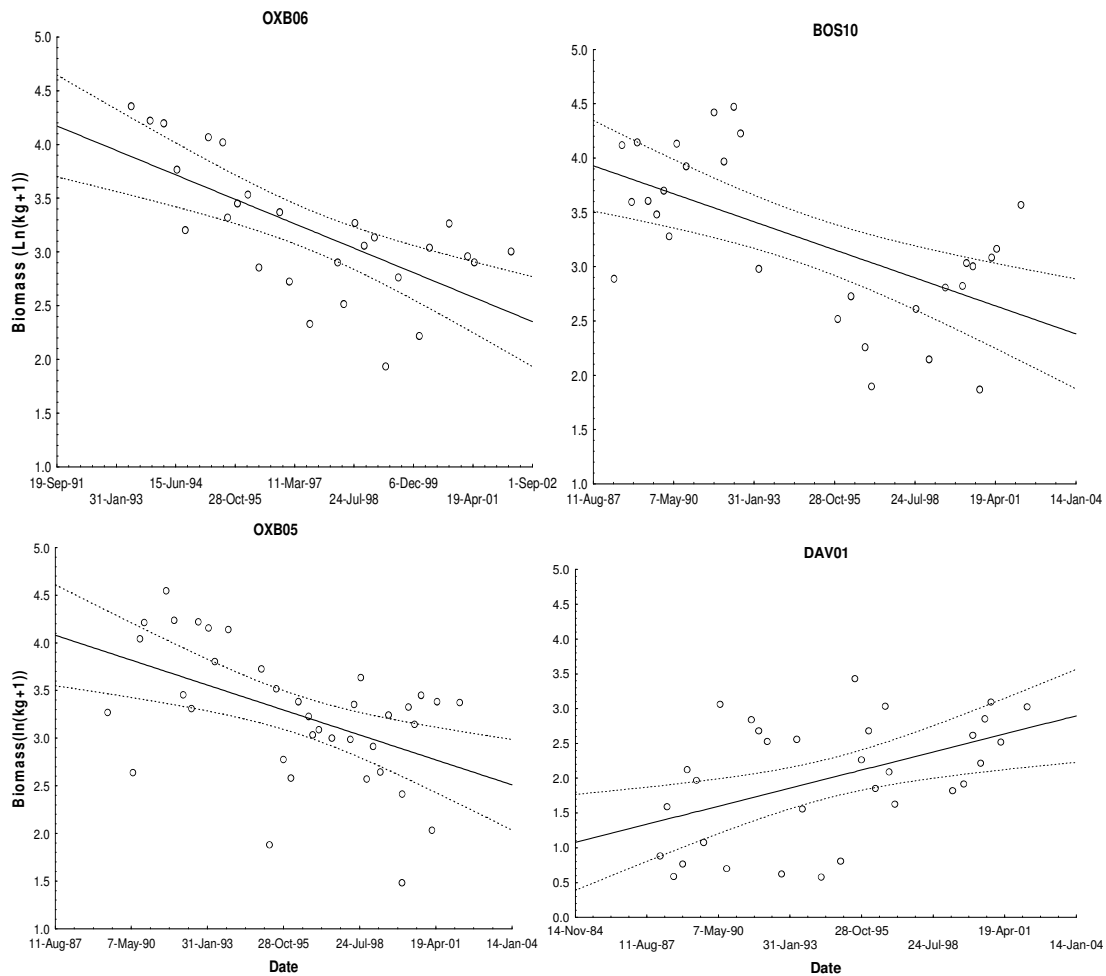 OXB06
Biomass (Ln(kg+1))
5.0
4.5
4.0
3.5
3.0
2.5
2.0
1.5
1.0
19-Sep-91
15-Jun-94
11-Mar-97
6-Dec-99
1-Sep-02
31-Jan-93
28-Oct-95
24-Jul-98
19-Apr-01
BOS10
5.0
4.5
4.0
3.5
3.0
2.5
2.0
1.5
1.0
11-Aug-87
7-May-90
31-Jan-93
28-Oct-95
24-Jul-98
19-Apr-01
14-Jan-04
OXB05
Biomass(ln(kg+1))
5.0
4.5
4.0
3.5
3.0
2.5
2.0
1.5
1.0
11-Aug-87
7-May-90
31-Jan-93
28-Oct-95
24-Jul-98
19-Apr-01
14-Jan-04
Date
DAV01
5.0
4.5
4.0
3.5
3.0
2.5
2.0
1.5
1.0
0.5
0.0
14-Nov-84
7-May-90
28-Oct-95
19-Apr-01
11-Aug-87
31-Jan-93
24-Jul-98
14-Jan-04
Date